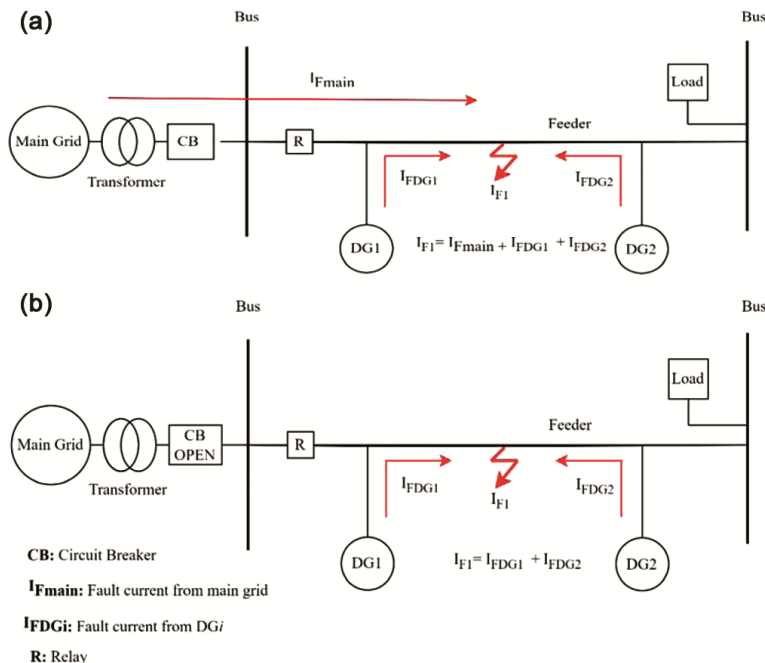 (a)
Bus
Bus
IFmain
Load
Main Grid
CB
R
Feeder
Transformer
IFDG1
IF1
IFDG2
DG1
IF1= IFmain + IFDG1 + IFDG2
DG2
(b)
Bus
Bus
Load
Main Grid
CB
OPEN
R
Feeder
Transformer
IFDG1
IF1
IFDG2
DG1
IF1= IFDG1 + IFDG2
DG2
CB: Circuit Breaker
IFmain: Fault current from main grid
IFDGi: Fault current from DGi
R: Relay